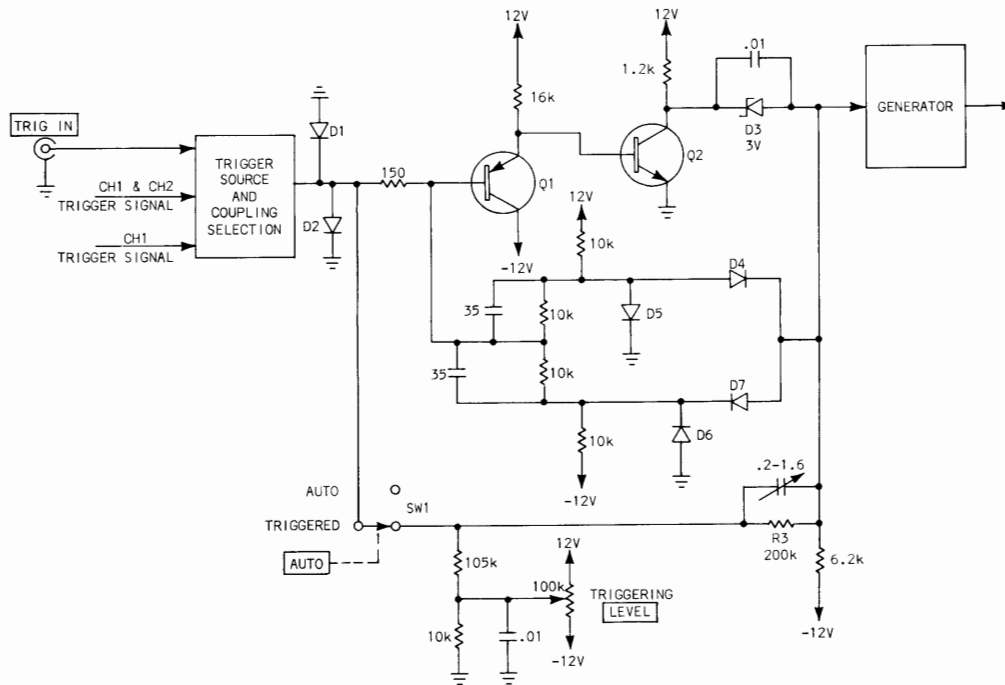 12V
12V
.01
1.2k
16k
TRIG IN
D1
D3
3V
GENERATOR
Q2
TRIGGER
SOURCE
AND
COUPLING
SELECTION
150
Q1
CH1 & CH2
TRIGGER SIGNAL
D2
12V
CH1
TRIGGER SIGNAL
10k
-12V
D4
35
10k
D5
35
10k
D7
10k
D6
-12V
.2-1.6
AUTO
SW1
TRIGGERED
R3
200k
6.2k
AUTO
105k
12V
100k
TRIGGERING
LEVEL
-12V
10k
.01
-12V